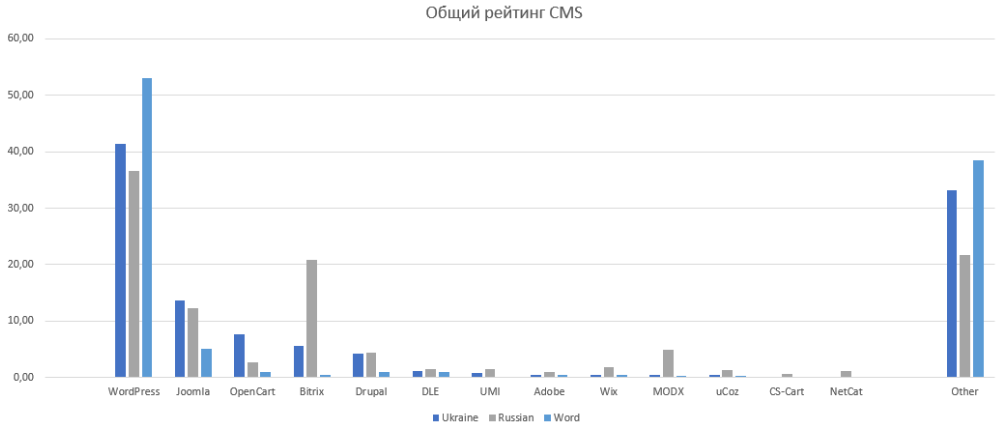 Общий рейтинг CMS
60,00
50,00
40,00
30,00
20,00
10,00
0,00
WordPress Joomla OpenCart Bitrix Drupal DLE UMI Adobe Wix MODX uCoz CS-Cart NetCat Other
Ukraine Russian Word